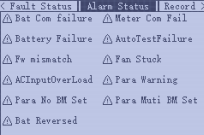 < Fault Status Alarm Status Record >
Bat Com failure Meter Com Fail
Battery Failure AutoTestFailure
Fw mismatch Fan Stuck
ACInputOverLoad Para Warning
Para No BM Set Para Muti BM Set
Bat Reversed